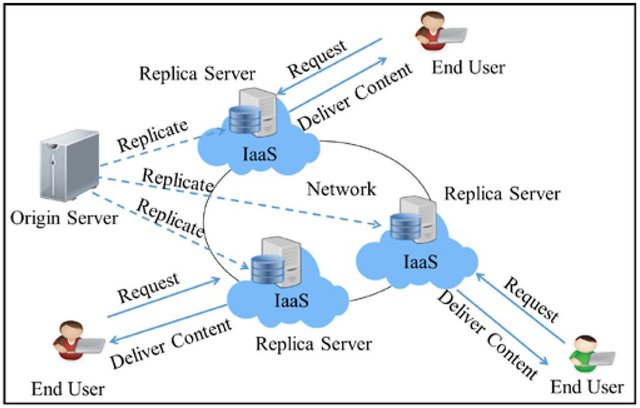 Request
End User
Replica Server
Deliver Content
Replicate
IaaS
Origin Server
Replicate
Network
Replica Server
Replicate
IaaS
IaaS
Request
Request
Deliver Content
Replica Server
Deliver Content
End User
End User